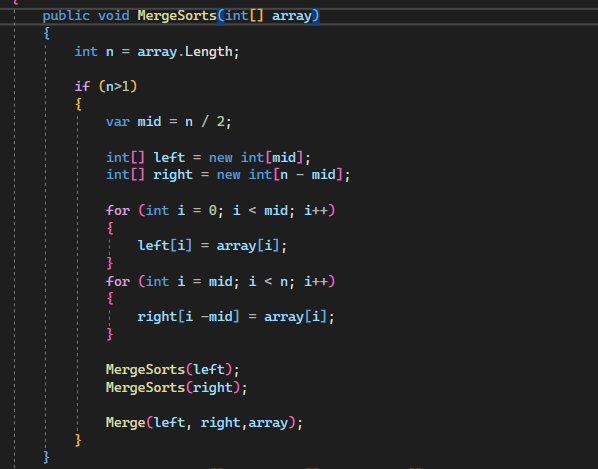 {
public void MergeSorts(int[] array)
{
int n = array.Length;
if (n>1)
{
var mid = n / 2;
int[] left = new int[mid];
int[] right = new int[n - mid];
for (int i = 0; i < mid; i++)
{
left[i] = array[i];
}
for (int i = mid; i < n; i++)
{
right[i -mid] = array[i];
}
MergeSorts(left);
MergeSorts(right);
Merge(left, right,array);
}
}